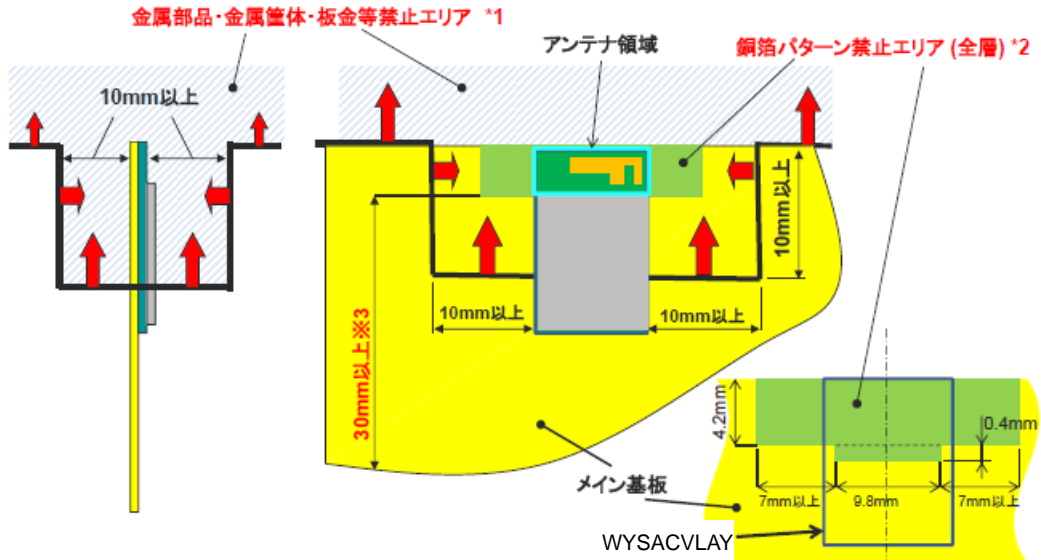 金属部品・金属筐体・板金等禁止エリア *1
アンテナ領域
銅箔パターン禁止エリア (全層) *2
10mm以上
10mm以上
10mm以上
10mm以上
30mm以上※3
メイン基板
4.2mm
0.4mm
7mm以上
9.8mm
7mm以上
WYSACVLAY